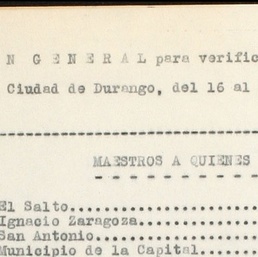 N G E N E R A L para verific
Ciudad de Durango, del 16 al
MAESTROS A QUIENES
El Salto..................
Ignacio Zaragoza..........
San Antonio...............
Municipio de la Capital...